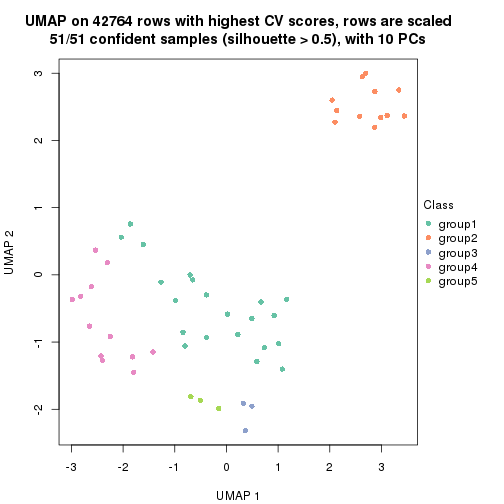 UMAP on 42764 rows with highest CV scores, rows are scaled
51/51 confident samples (silhouette > 0.5), with 10 PCs
UMAP 2
3
2
1
0
-1
-2
-3 -2 -1 0 1 2 3
UMAP 1
Class
group1
group2
group3
group4
group5